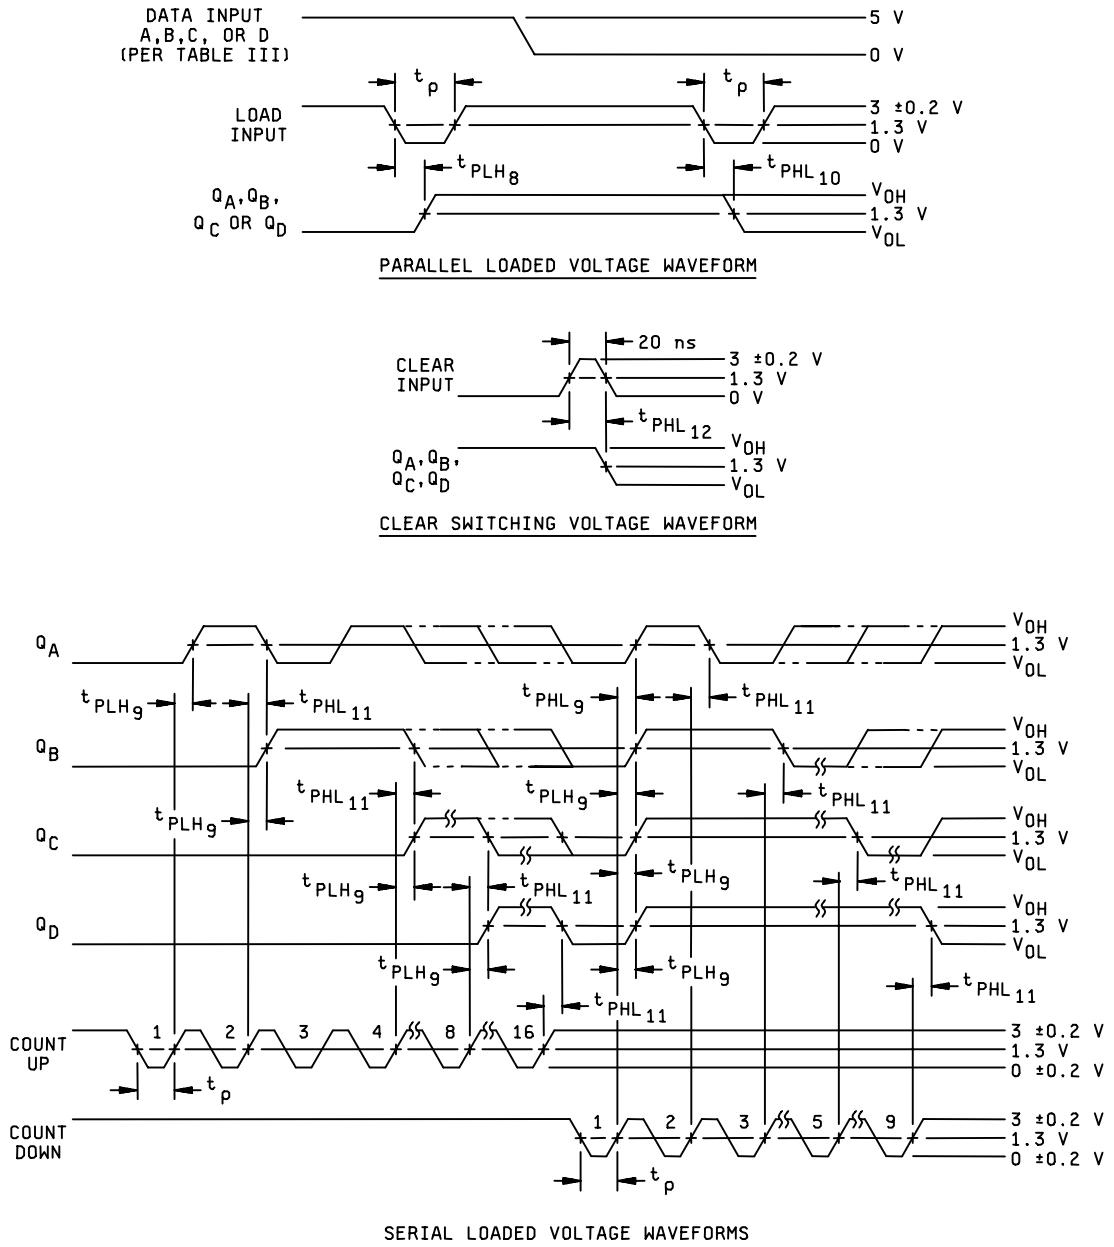 DATA INPUT
A,B,C, OR D
(PER TABLE III)
5 V
0 V
tp
tp
LOAD
INPUT
3 ±0.2 V
1.3 V
0 V
tPLH8
tPHL10
QA,QB,
QC OR QD
VOH
1.3 V
VOL
PARALLEL LOADED VOLTAGE WAVEFORM
20 ns
CLEAR
INPUT
3 ±0.2 V
1.3 V
0 V
tPHL12
QA,QB,
QC,QD
VOH
1.3 V
VOL
CLEAR SWITCHING VOLTAGE WAVEFORM
QA
VOH
1.3 V
VOL
tPLH9
tPHL11
tPHL9
tPHL11
QB
VOH
1.3 V
VOL
tPLH9
tPHL11
tPLH9
tPHL11
QC
VOH
1.3 V
VOL
tPLH9
tPHL11
tPLH9
tPHL11
QD
VOH
1.3 V
VOL
tPLH9
tPHL11
tPLH9
tPHL11
COUNT
UP
1 2 3 4 8 16
3 ±0.2 V
1.3 V
0 ±0.2 V
tp
COUNT
DOWN
1 2 3 5 9
3 ±0.2 V
1.3 V
0 ±0.2 V
tp
SERIAL LOADED VOLTAGE WAVEFORMS